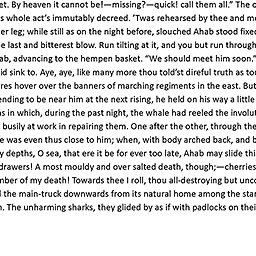 et. By heaven it cannot be!—missing?—quick! call them all." The o
s whole act's immutably decreed. 'Twas rehearsed by thee and m
er leg; while still as on the night before, slouched Ahab stood fixed
e last and bitterest blow. Run tilting at it, and you but run through
ab, advancing to the hempen basket. "We should meet him soon."
id sink to. Aye, aye, like many more thou told'st direful truth as tou
res hover over the banners of marching regiments in the east. But
ending to be near him at the next rising, he held on his way a little
as in which, during the past night, the whale had reeled the involut
busily at work in repairing them. One after the other, through the
e was even thus close to him; when, with body arched back, and b
y depths, O sea, that ere it be for ever too late, Ahab may slide thi
drawers! A most mouldy and over salted death, though;—cherries
mber of my death! Towards thee I roll, thou all-destroying but unco
d the main-truck downwards from its natural home among the star
n. The unharming sharks, they glided by as if with padlocks on thei